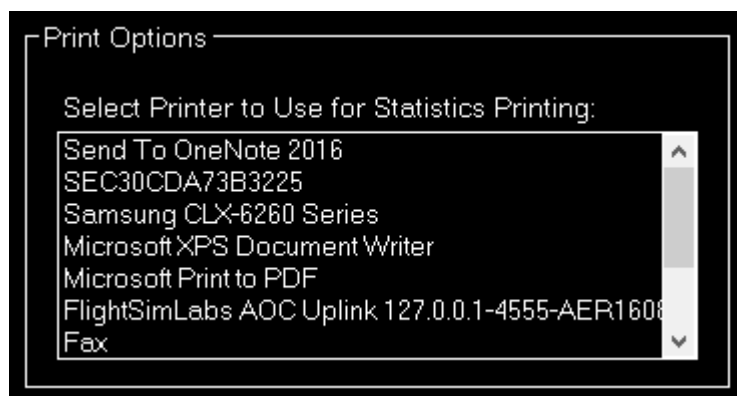 Print Options
Select Printer to Use for Statistics Printing:
Send To OneNote 2016
SEC30CDA73B3225
Samsung CLX-6260 Series
Microsoft XPS Document Writer
Microsoft Print to PDF
FlightSimLabs AOC Uplink 127.0.0.1-4555-AER1608
Fax